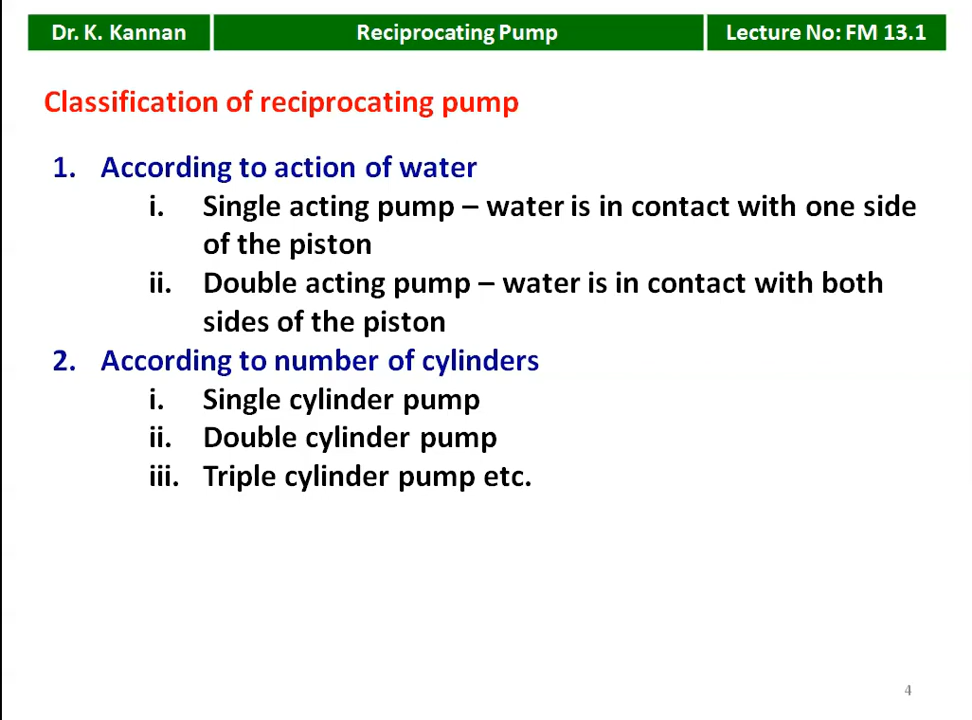 Dr. K. Kannan
Reciprocating Pump
Lecture No: FM 13.1
Classification of reciprocating pump
1. According to action of water
i. Single acting pump – water is in contact with one side
of the piston
ii. Double acting pump – water is in contact with both
sides of the piston
2. According to number of cylinders
i. Single cylinder pump
ii. Double cylinder pump
iii. Triple cylinder pump etc.
4